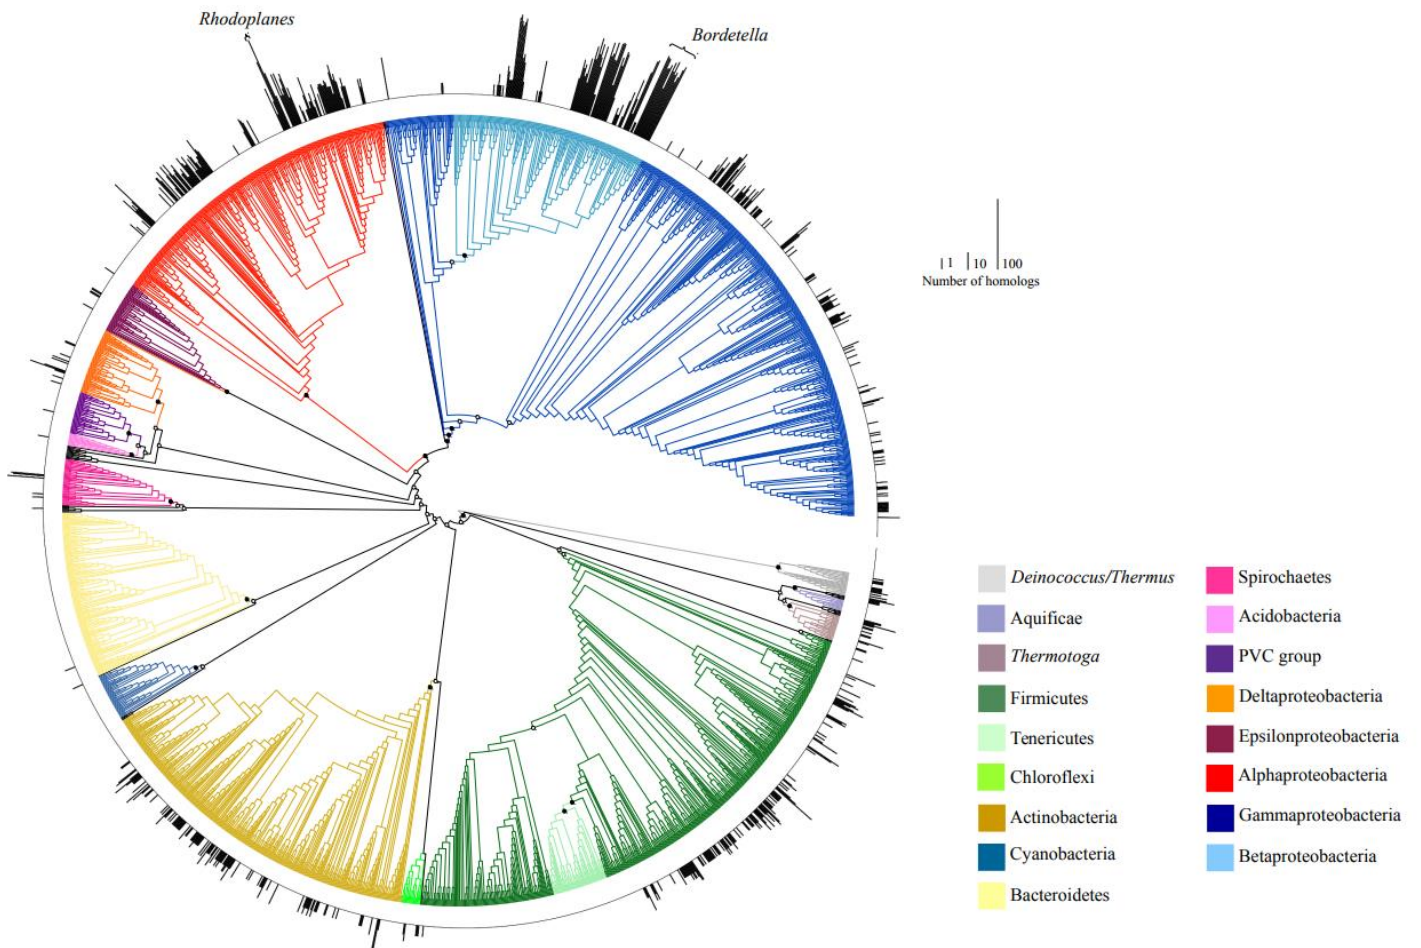 Rhodoplanes
Bordetella
1 10 100
Number of homologs
Deinococcus/Thermus
Aquificae
Thermotoga
Firmicutes
Tenericutes
Chloroflexi
Actinobacteria
Cyanobacteria
Bacteroidetes
Spirochaetes
Acidobacteria
PVC group
Deltaproteobacteria
Epsilonproteobacteria
Alphaproteobacteria
Gammaproteobacteria
Betaproteobacteria